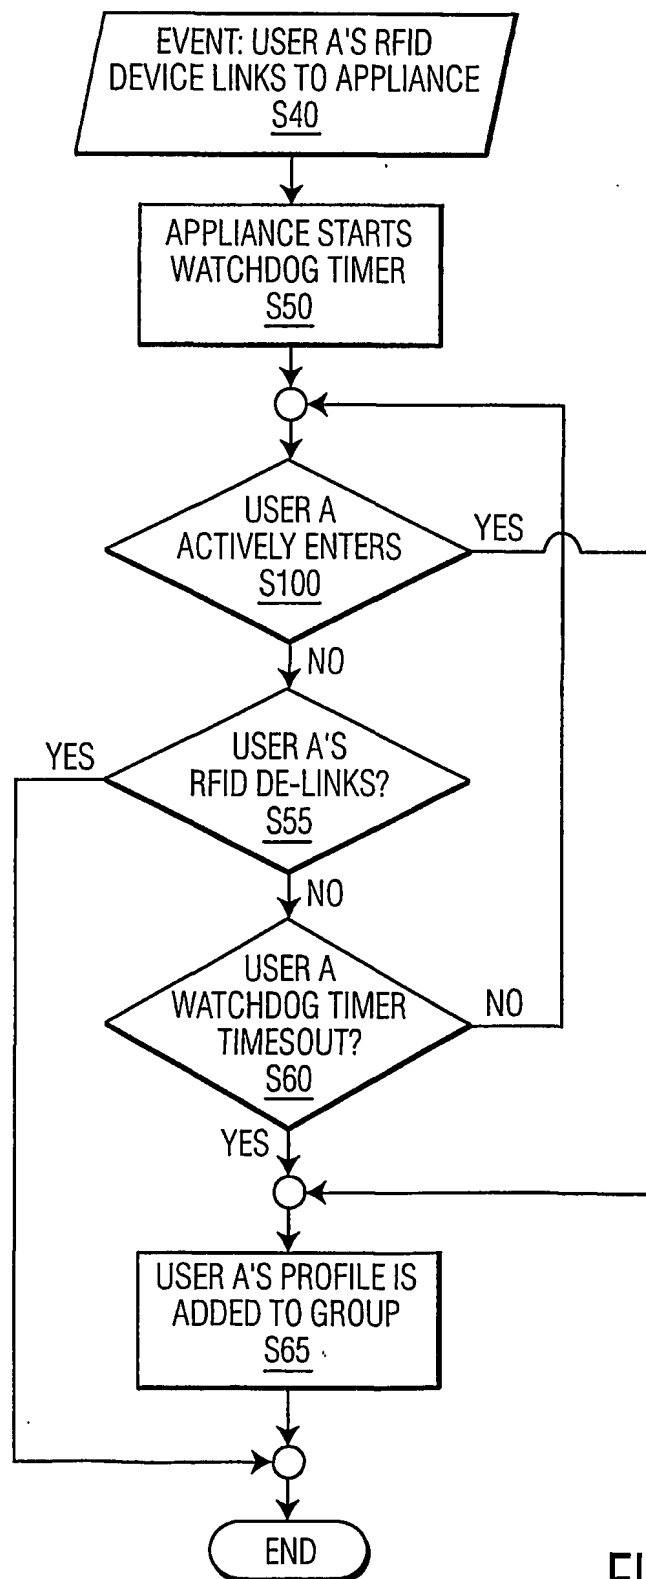 EVENT: USER A'S RFID
DEVICE LINKS TO APPLIANCE
S40
APPLIANCE STARTS
WATCHDOG TIMER
S50
USER A
ACTIVELY ENTERS
S100
YES
NO
USER A'S
RFID DE-LINKS?
S55
YES
NO
USER A
WATCHDOG TIMER
TIMESOUT?
S60
NO
YES
USER A'S PROFILE IS
ADDED TO GROUP
S65
END